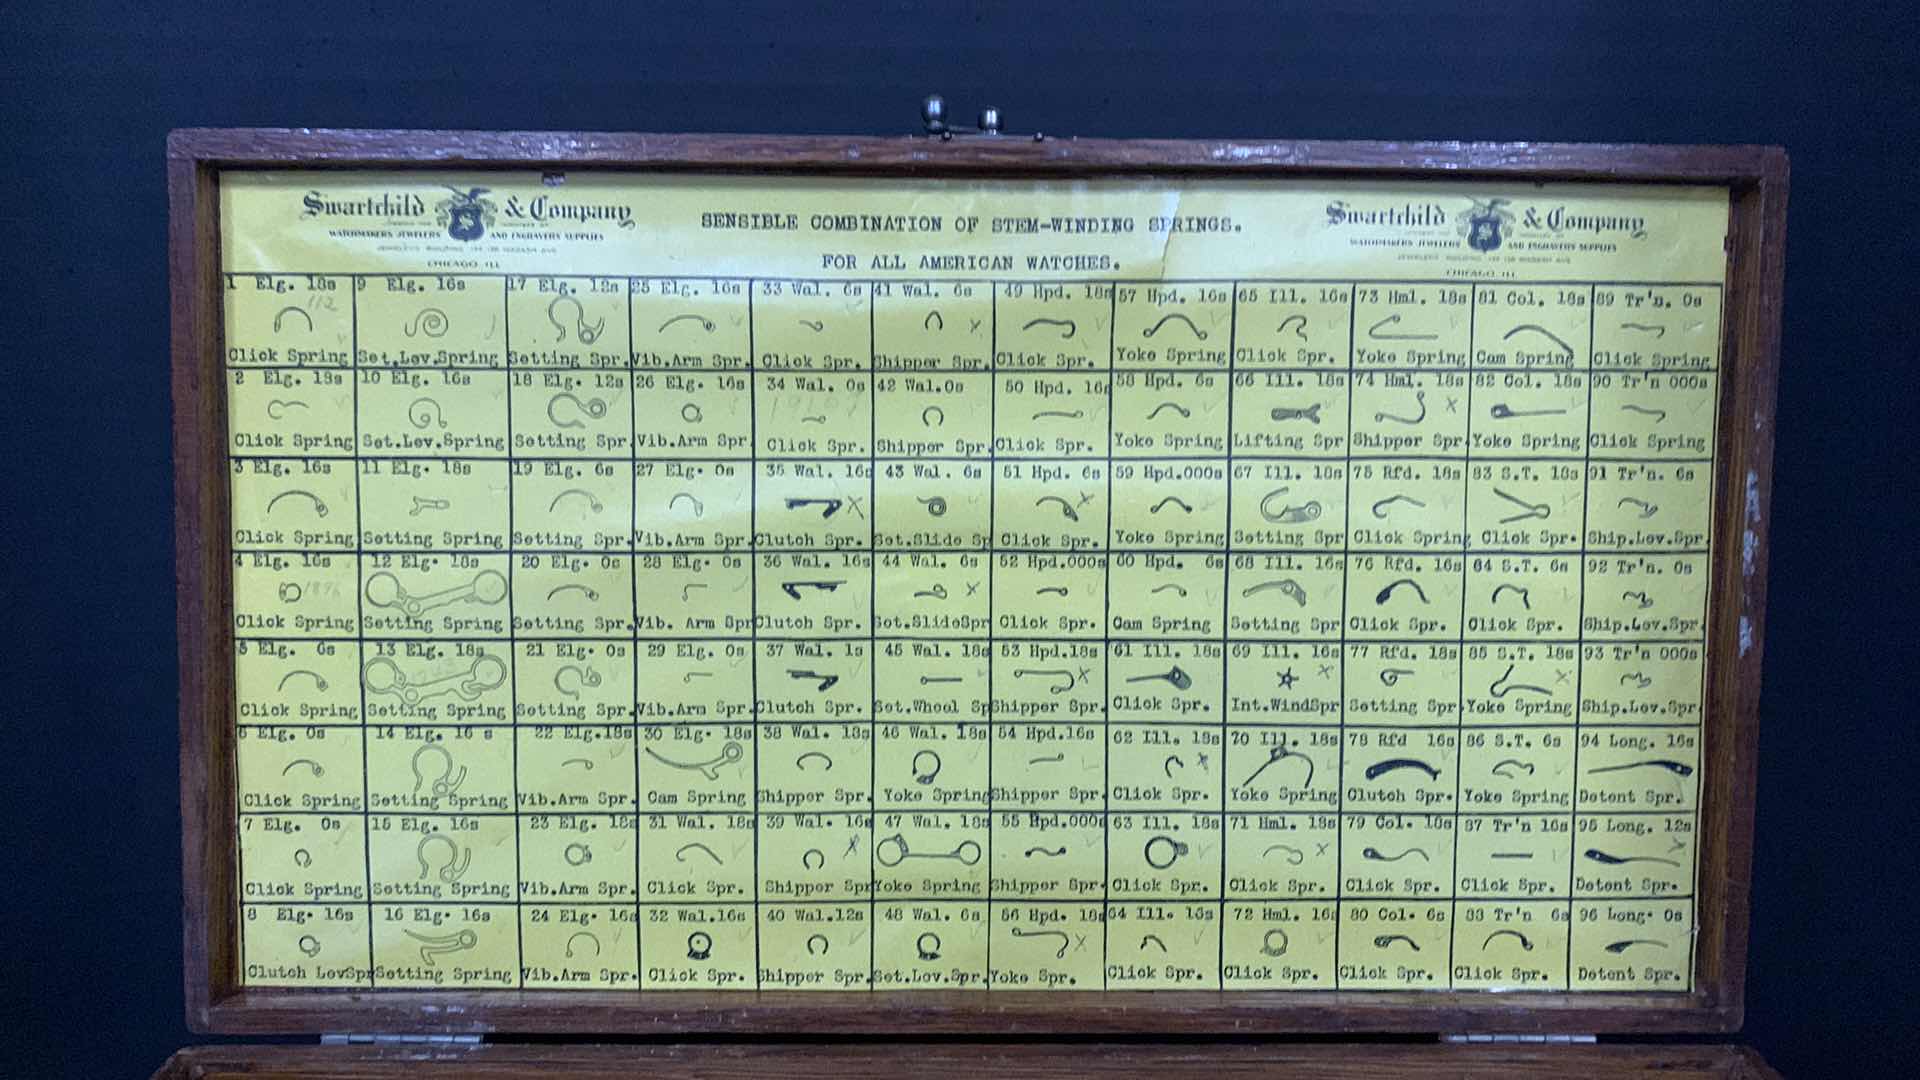 Swartchild & Company
WATCHMAKERS JEWELERS AND ENGRAVERS SUPPLIES
CHICAGO. ILL
SENSIBLE COMBINATION OF STEM-WINDING SPRINGS.
FOR ALL AMERICAN WATCHES.
Swartchild & Company
WATCHMAKERS JEWELERS AND ENGRAVERS SUPPLIES
CHICAGO. ILL
1 Elg. 18s 9 Elg. 16s 17 Elg. 12s 25 Elg. 16s 33 Wal. 6s 41 Wal. 6s 49 Hpd. 18s 57 Hpd. 16s 65 Ill. 16s 73 Hml. 18s 81 Col. 18s 89 Tr'n. 0s
112 x
Click Spring Set.Lev.Spring Setting Spr. Vib.Arm Spr. Click Spr. Shipper Spr. Click Spr. Yoke Spring Click Spr. Yoke Spring Cam Spring Click Spring
2 Elg. 18s 10 Elg. 16s 18 Elg. 12s 26 Elg. 16s 34 Wal. 0s 42 Wal.0s 50 Hpd. 16s 58 Hpd. 6s 66 Ill. 18s 74 Hml. 18s 82 Col. 18s 90 Tr'n 000s
x
Click Spring Set.Lev.Spring Setting Spr Vib.Arm Spr Click Spr. Shipper Spr. Click Spr. Yoke Spring Lifting Spr Shipper Spr Yoke Spring Click Spring
3 Elg. 16s 11 Elg. 18s 19 Elg. 6s 27 Elg. 0s 35 Wal. 16s 43 Wal. 6s 51 Hpd. 6s 59 Hpd.000s 67 Ill. 18s 75 Rfd. 18s 83 S.T. 18s 91 Tr'n. 6s
x x
Click Spring Setting Spring Setting Spr. Vib.Arm Spr Clutch Spr. Set.Slide Sp Click Spr. Yoke Spring Setting Spr Click Spring Click Spr. Ship.Lev.Spr.
4 Elg. 16s 12 Elg. 18s 20 Elg. 0s 28 Elg. 0s 36 Wal. 16s 44 Wal. 6s 52 Hpd.000s 60 Hpd. 6s 68 Ill. 16s 76 Rfd. 16s 84 S.T. 6s 92 Tr'n. 0s
1896 x
Click Spring Setting Spring Setting Spr. Vib. Arm Spr Clutch Spr. Set.SlideSpr Click Spr. Cam Spring Setting Spr Click Spr. Click Spr. Ship.Lev.Spr.
5 Elg. 6s 13 Elg. 18s 21 Elg. 0s 29 Elg. 0s 37 Wal. 1s 45 Wal. 18s 53 Hpd.18s 61 Ill. 18s 69 Ill. 16s 77 Rfd. 18s 85 S.T. 18s 93 Tr'n 000s
x x x
Click Spring Setting Spring Setting Spr. Vib.Arm Spr Clutch Spr. Set.Wheel Sp Shipper Spr. Click Spr. Int.WindSpr Setting Spr Yoke Spring Ship.Lev.Spr.
6 Elg. 0s 14 Elg. 16 s 22 Elg.18s 30 Elg. 18s 38 Wal. 18s 46 Wal. 18s 54 Hpd.16s 62 Ill. 18s 70 Ill. 18s 78 Rfd 16s 86 S.T. 6s 94 Long. 16s
x
Click Spring Setting Spring Vib.Arm Spr. Cam Spring Shipper Spr. Yoke Spring Shipper Spr. Click Spr. Yoke Spring Clutch Spr. Yoke Spring Detent Spr.
7 Elg. 0s 15 Elg. 16s 23 Elg. 18s 31 Wal. 18s 39 Wal. 16s 47 Wal. 18s 55 Hpd.000s 63 Ill. 18s 71 Hml. 18s 79 Col. 16s 87 Tr'n 16s 95 Long. 12s
x x x
Click Spring Setting Spring Vib.Arm Spr. Click Spr. Shipper Spr Yoke Spring Shipper Spr. Click Spr. Click Spr. Click Spr. Click Spr. Detent Spr.
8 Elg. 16s 16 Elg. 16s 24 Elg. 16s 32 Wal.16s 40 Wal.12s 48 Wal. 6s 56 Hpd. 18s 64 Ill. 16s 72 Hml. 16s 80 Col. 6s 88 Tr'n 6s 96 Long. 0s
x
Clutch LevSpr Setting Spring Vib.Arm Spr. Click Spr. Shipper Spr. Set.Lev.Spr. Yoke Spr. Click Spr. Click Spr. Click Spr. Click Spr. Detent Spr.